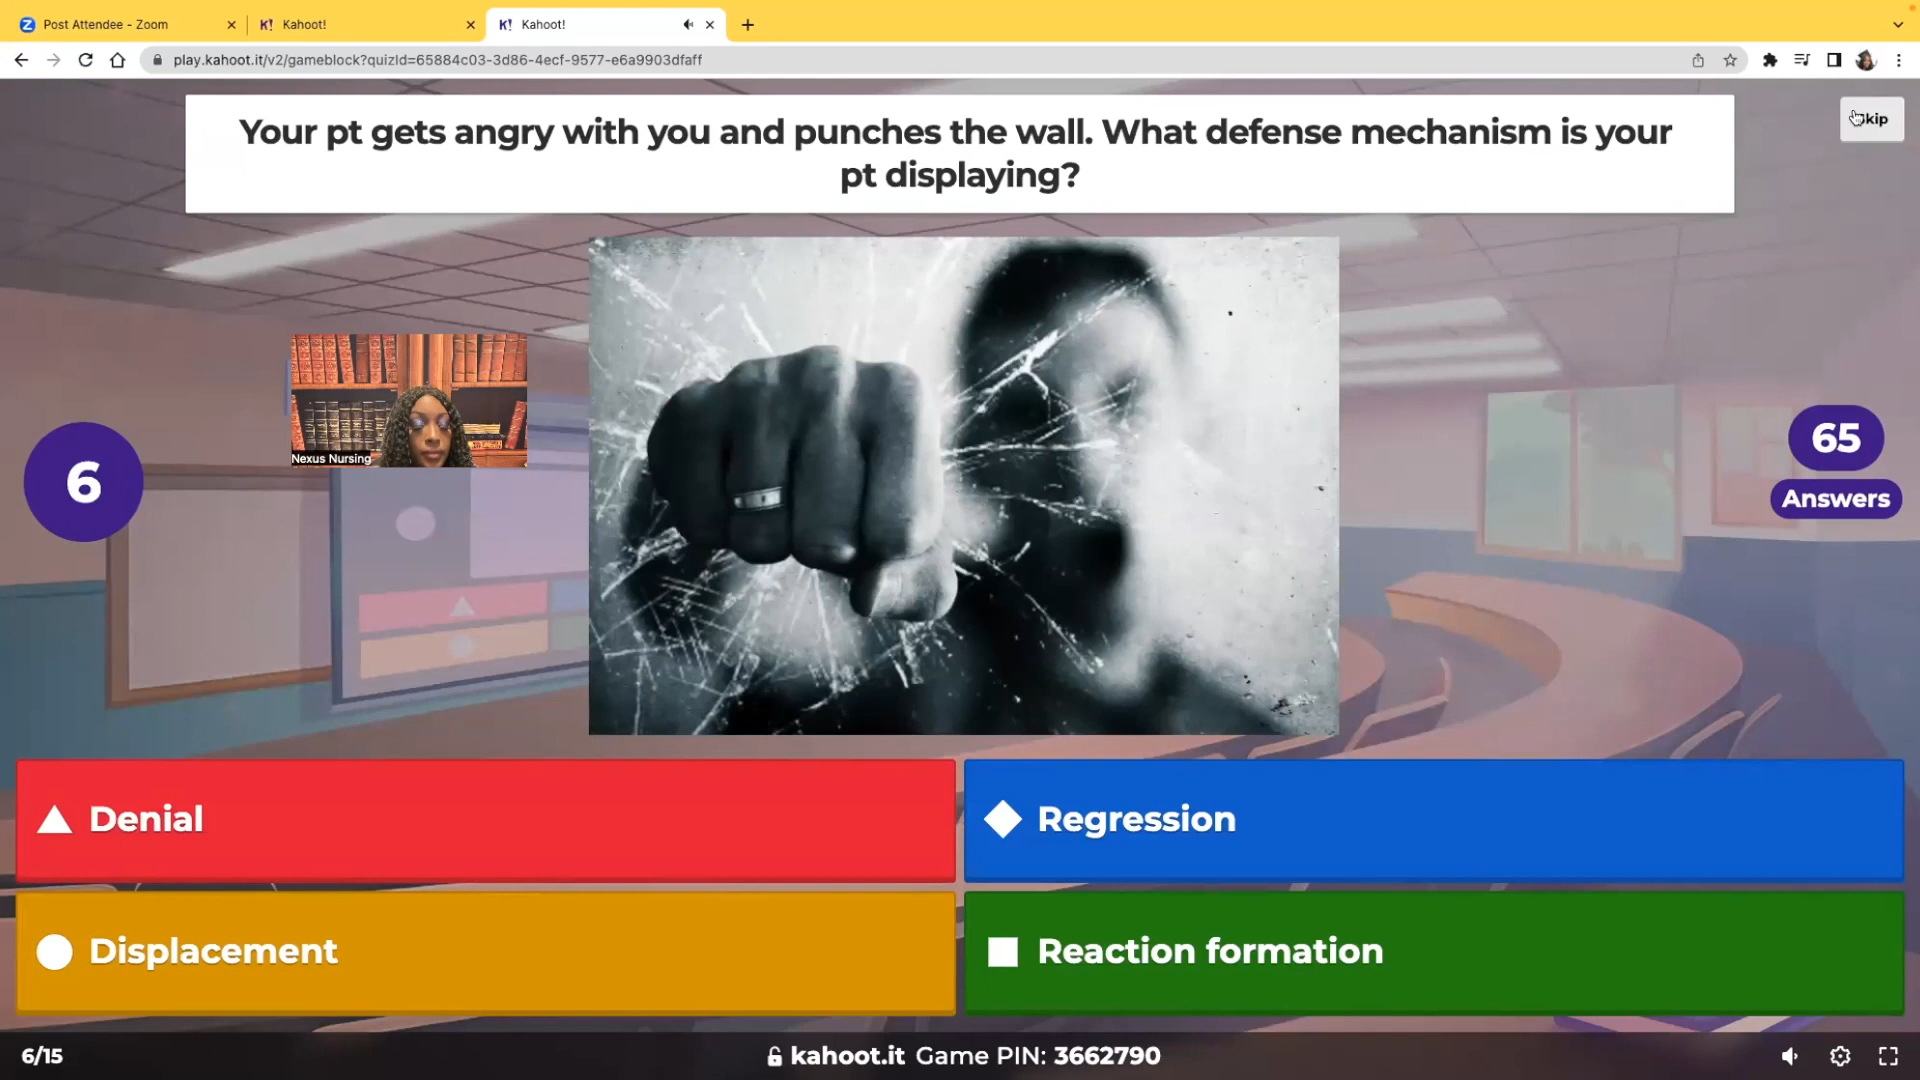 Post Attendee - Zoom
Kahoot!
Kahoot!
play.kahoot.it/v2/gameblock?quizId=65884c03-3d86-4ecf-9577-e6a9903dfaff
Your pt gets angry with you and punches the wall. What defense mechanism is your
pt displaying?
Skip
Nexus Nursing
6
65
Answers
Denial
Regression
Displacement
Reaction formation
6/15
kahoot.it Game PIN: 3662790